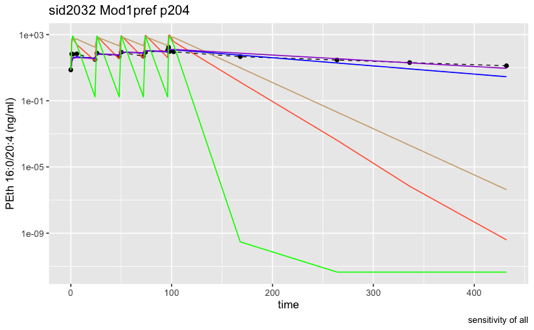 sid2032 Mod1pref p204
PEth 16:0/20:4 (ng/ml)
1e+03
1e-01
1e-05
1e-09
0
100
200
300
400
time
sensitivity of all